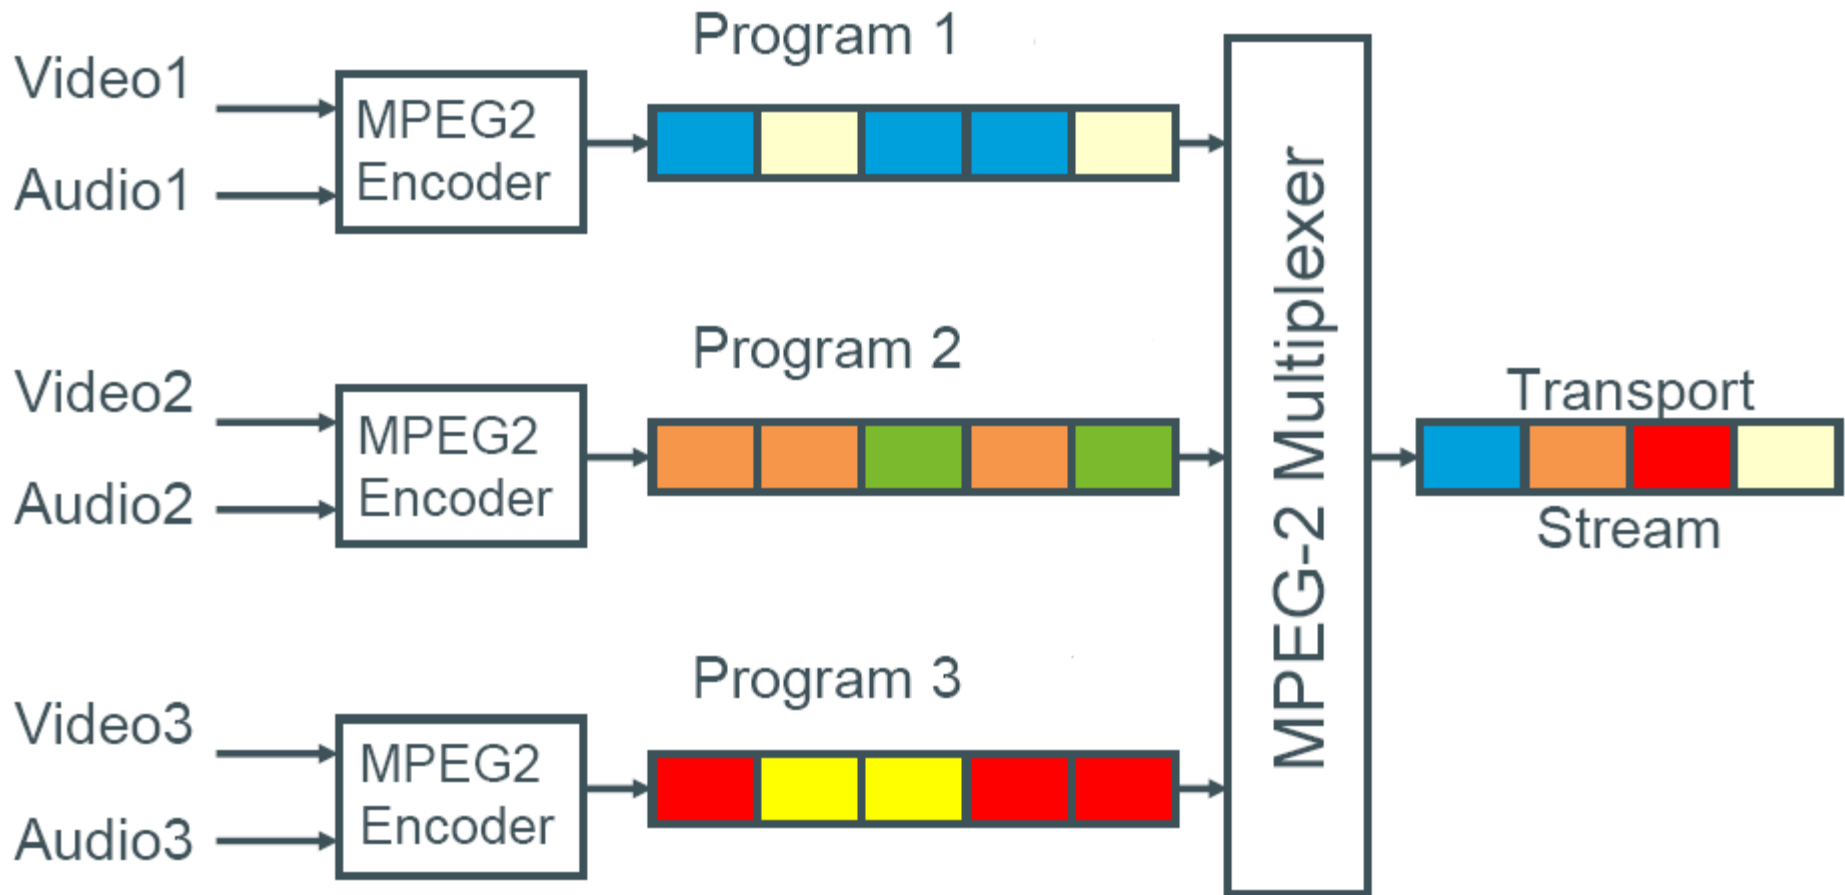 Program 1
Video1
MPEG2
Encoder
Audio1
Program 2
Video2
MPEG2
Encoder
Audio2
Program 3
Video3
MPEG2
Encoder
Audio3
MPEG-2 Multiplexer
Transport
Stream